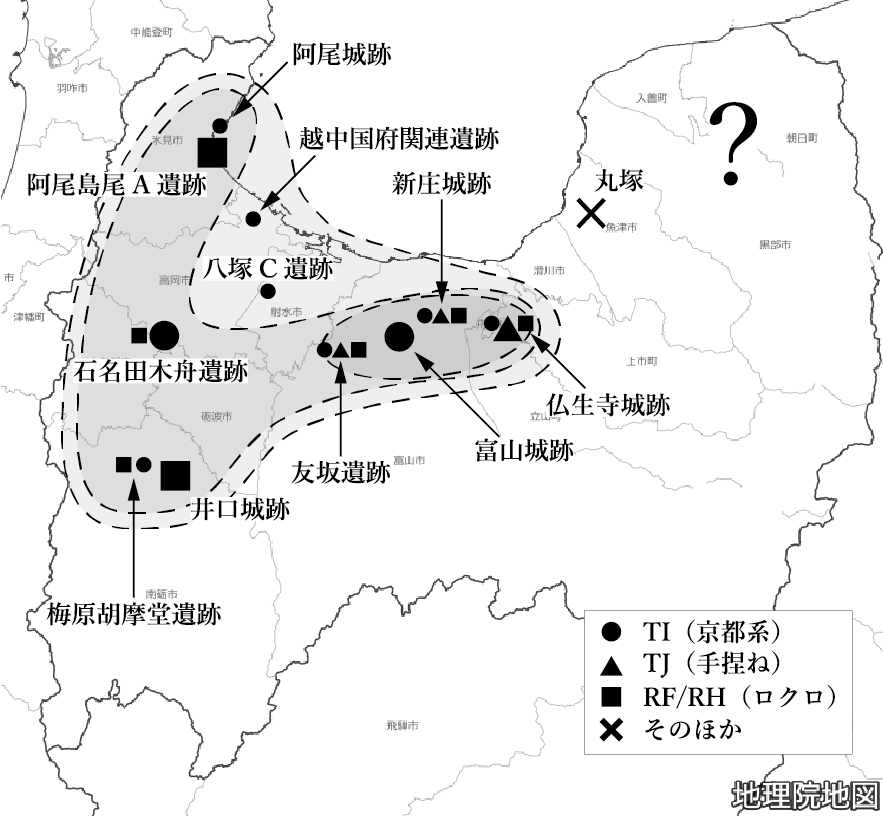 中能登町
阿尾城跡
羽咋市
入善町
氷見市
越中国府関連遺跡
朝日町
?
阿尾島尾A遺跡
新庄城跡
丸塚
魚津市
黒部市
八塚C遺跡
滑川市
市
高岡市
射水市
津幡町
石名田木舟遺跡
上市町
仏生寺城跡
砺波市
立山町
富山城跡
友坂遺跡
富山市
井口城跡
南砺市
梅原胡摩堂遺跡
TI（京都系）
TJ（手捏ね）
RF/RH（ロクロ）
そのほか
飛騨市
地理院地図